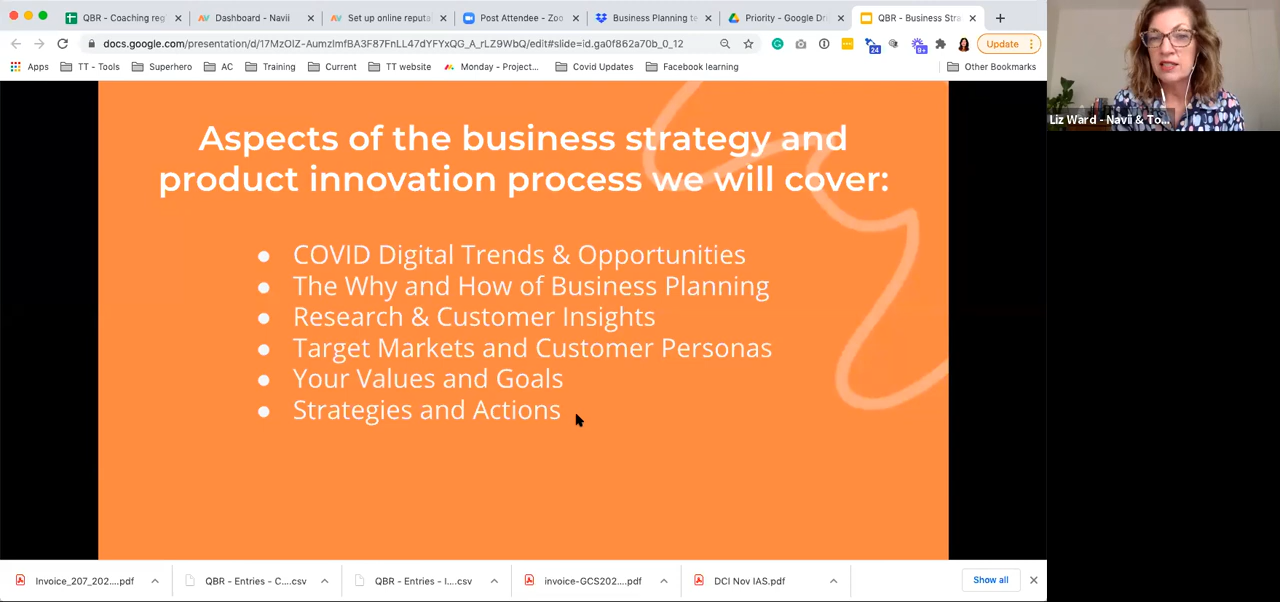 QBR - Coaching reg
Dashboard - Navii
Set up online reputa
Post Attendee - Zoo
Business Planning te
Priority - Google Dri
QBR - Business Stra
docs.google.com/presentation/d/17MzOlZ-AumzlmfBA3F87FnLL47dYFYxQG_A_rLZ9WbQ/edit#slide=id.ga0f862a70b_0_12
24
9+
Update
Apps
TT - Tools
Superhero
AC
Training
Current
TT website
Monday - Project...
Covid Updates
Facebook learning
Other Bookmarks
Liz Ward - Navii & To...
Aspects of the business strategy and
product innovation process we will cover:
● COVID Digital Trends & Opportunities
● The Why and How of Business Planning
● Research & Customer Insights
● Target Markets and Customer Personas
● Your Values and Goals
● Strategies and Actions
Invoice_207_202....pdf
QBR - Entries - C....csv
QBR - Entries - I....csv
invoice-GCS202....pdf
DCI Nov IAS.pdf
Show all